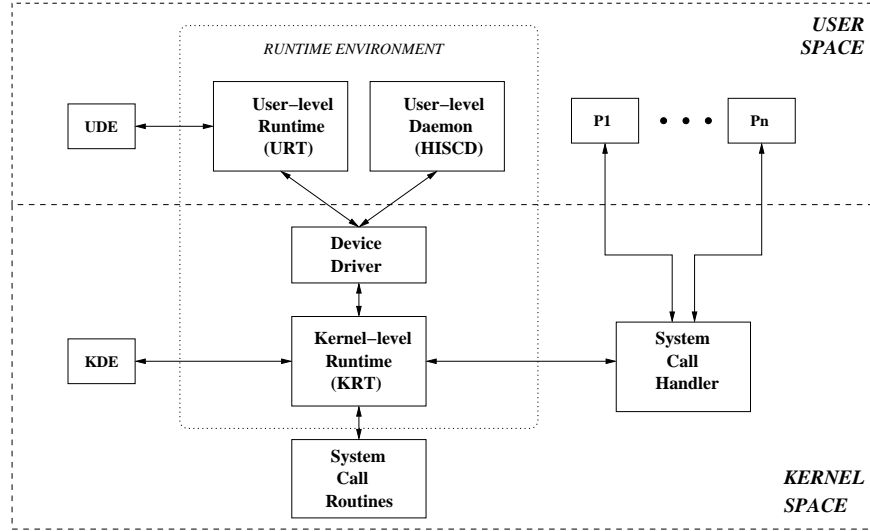 USER
SPACE
RUNTIME ENVIRONMENT
User–level
Runtime
(URT)
User–level
Daemon
(HISCD)
UDE
P1
• • •
Pn
Device
Driver
Kernel–level
Runtime
(KRT)
KDE
System
Call
Handler
System
Call
Routines
KERNEL
SPACE